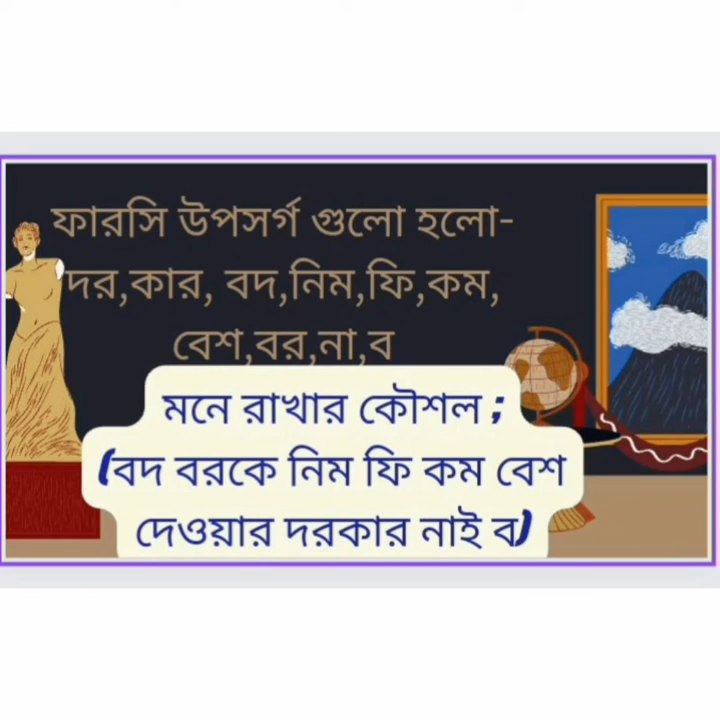 ফারসি উপসর্গ গুলো হলো-
দর,কার, বদ,নিম,ফি,কম,
বেশ,বর,না,ব
মনে রাখার কৌশল ;
(বদ বরকে নিম ফি কম বেশ
দেওয়ার দরকার নাই ব)